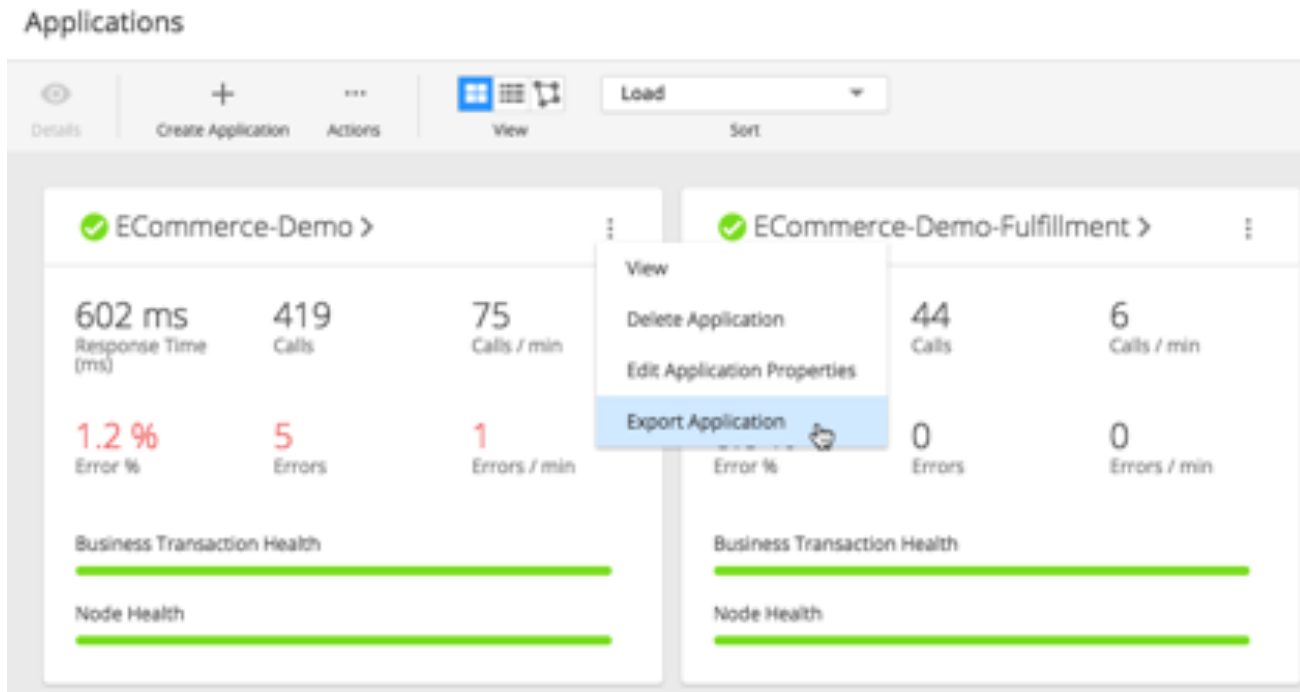 Applications
Details
Create Application
Actions
View
Load
Sort
ECommerce-Demo >
ECommerce-Demo-Fulfillment >
View
Delete Application
Edit Application Properties
Export Application
602 ms
Response Time
(ms)
419
Calls
75
Calls / min
1.2 %
Error %
5
Errors
1
Errors / min
Business Transaction Health
Node Health
44
Calls
6
Calls / min
Error %
0
Errors
0
Errors / min
Business Transaction Health
Node Health